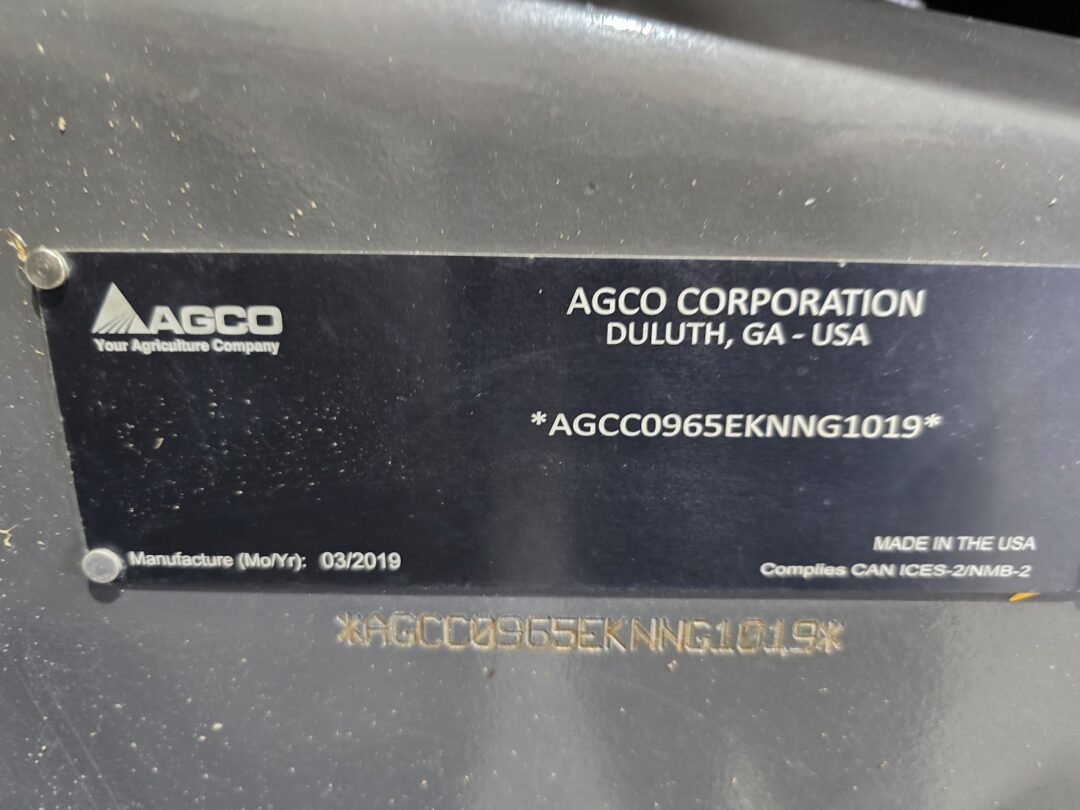 AGCO
Your Agriculture Company
AGCO CORPORATION
DULUTH, GA - USA
*AGCC0965EKNNG1019*
Manufacture (Mo/Yr): 03/2019
MADE IN THE USA
Complies CAN ICES-2/NMB-2
*AGCC0965EKNNG1019*